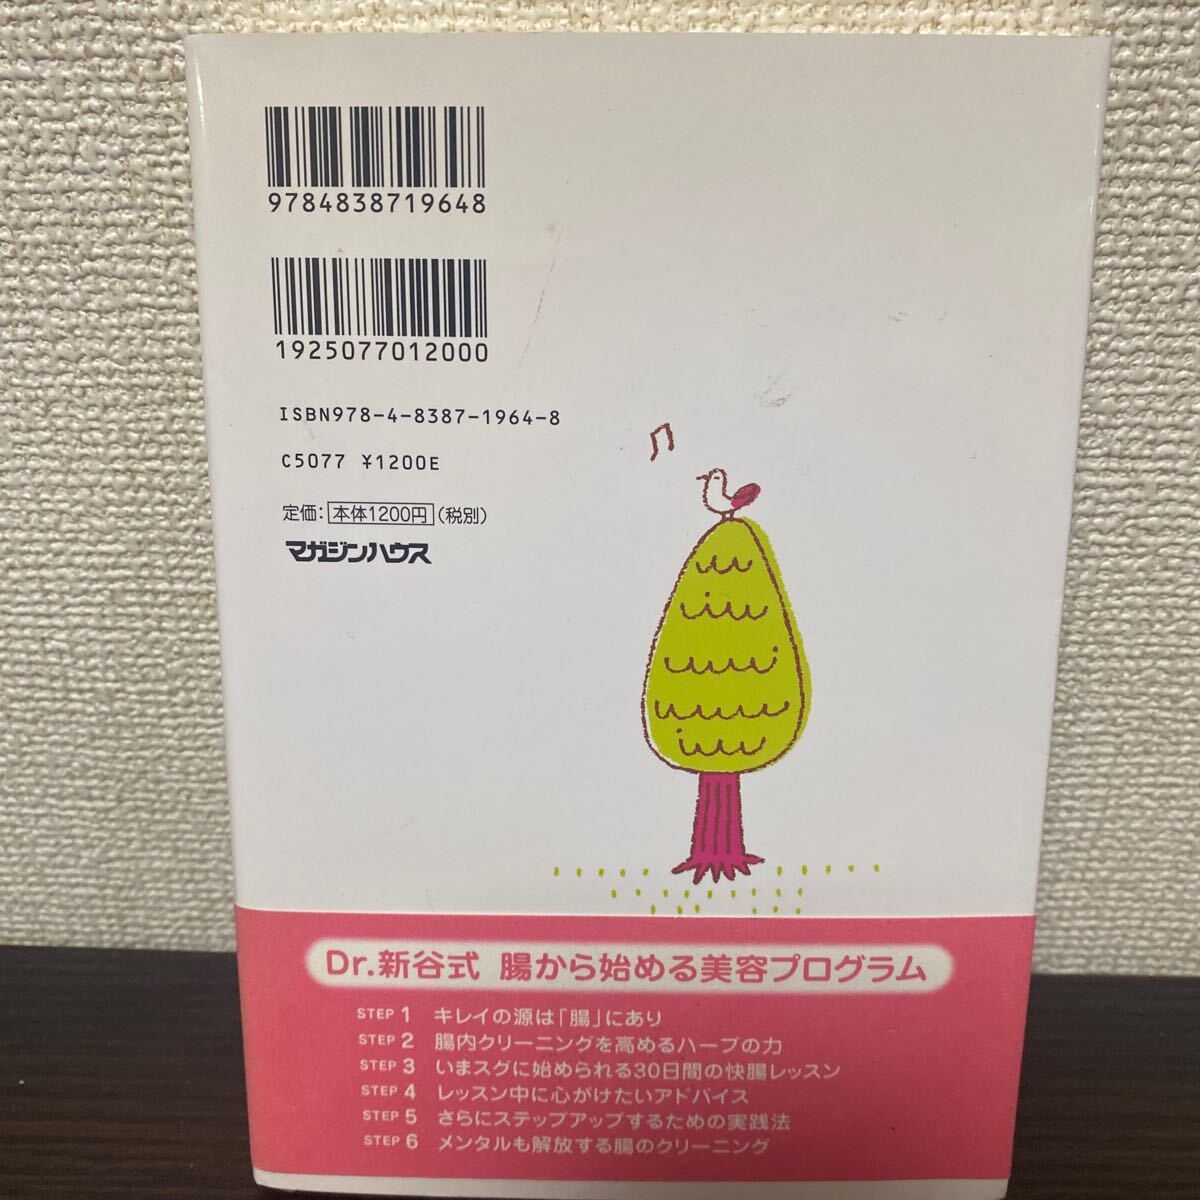 9784838719648
1925077012000
ISBN978-4-8387-1964-8
C5077 ¥1200E
定価：本体1200円（税別）
マガジンハウス
Dr.新谷式 腸から始める美容プログラム
STEP 1 キレイの源は「腸」にあり
STEP 2 腸内クリーニングを高めるハーブの力
STEP 3 いまスグに始められる30日間の快腸レッスン
STEP 4 レッスン中に心がけたいアドバイス
STEP 5 さらにステップアップするための実践法
STEP 6 メンタルも解放する腸のクリーニング